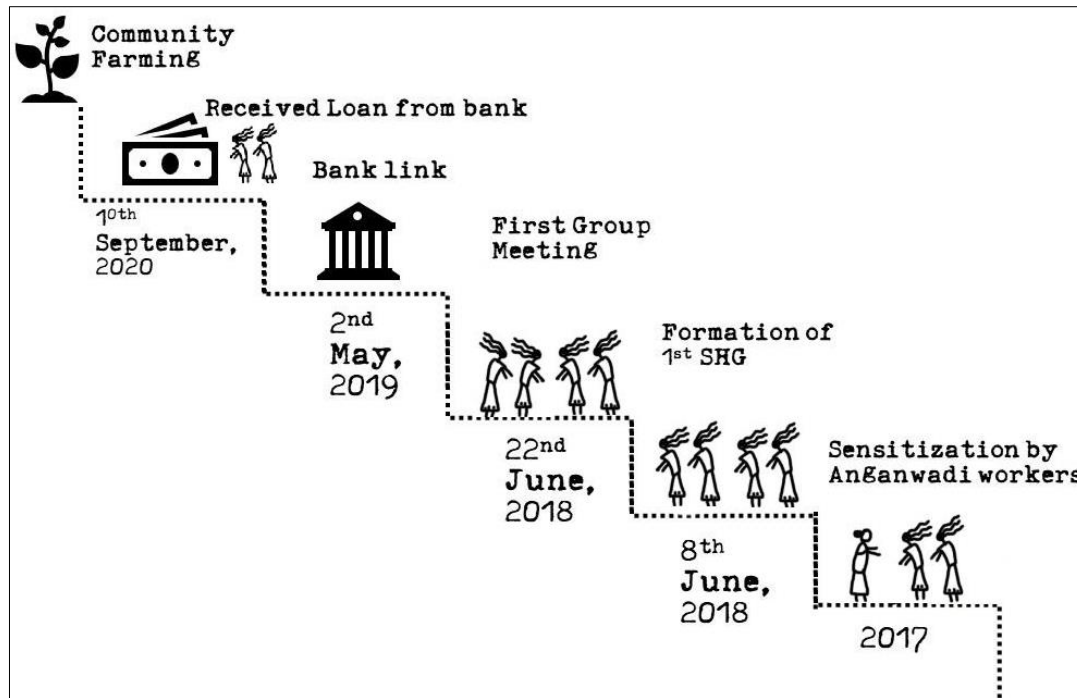 Community
Farming
Received Loan from bank
Bank link
10th
September,
2020
First Group
Meeting
2nd
May,
2019
Formation of
1st SHG
22nd
June,
2018
Sensitization by
Anganwadi workers
8th
June,
2018
2017